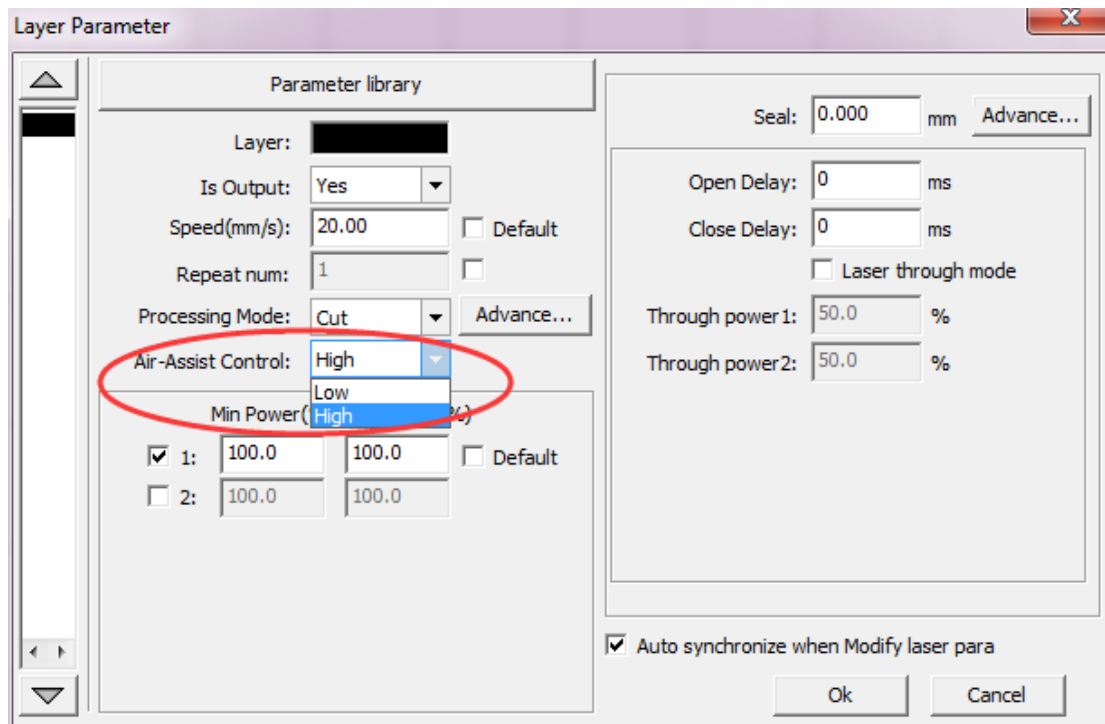 Layer Parameter
Parameter library
Layer:
Is Output: Yes
Speed(mm/s): 20.00 Default
Repeat num: 1
Processing Mode: Cut Advance...
Air-Assist Control: High
Low
High
Min Power( %)
1: 100.0 100.0 Default
2: 100.0 100.0
Seal: 0.000 mm Advance...
Open Delay: 0 ms
Close Delay: 0 ms
Laser through mode
Through power1: 50.0 %
Through power2: 50.0 %
Auto synchronize when Modify laser para
Ok Cancel